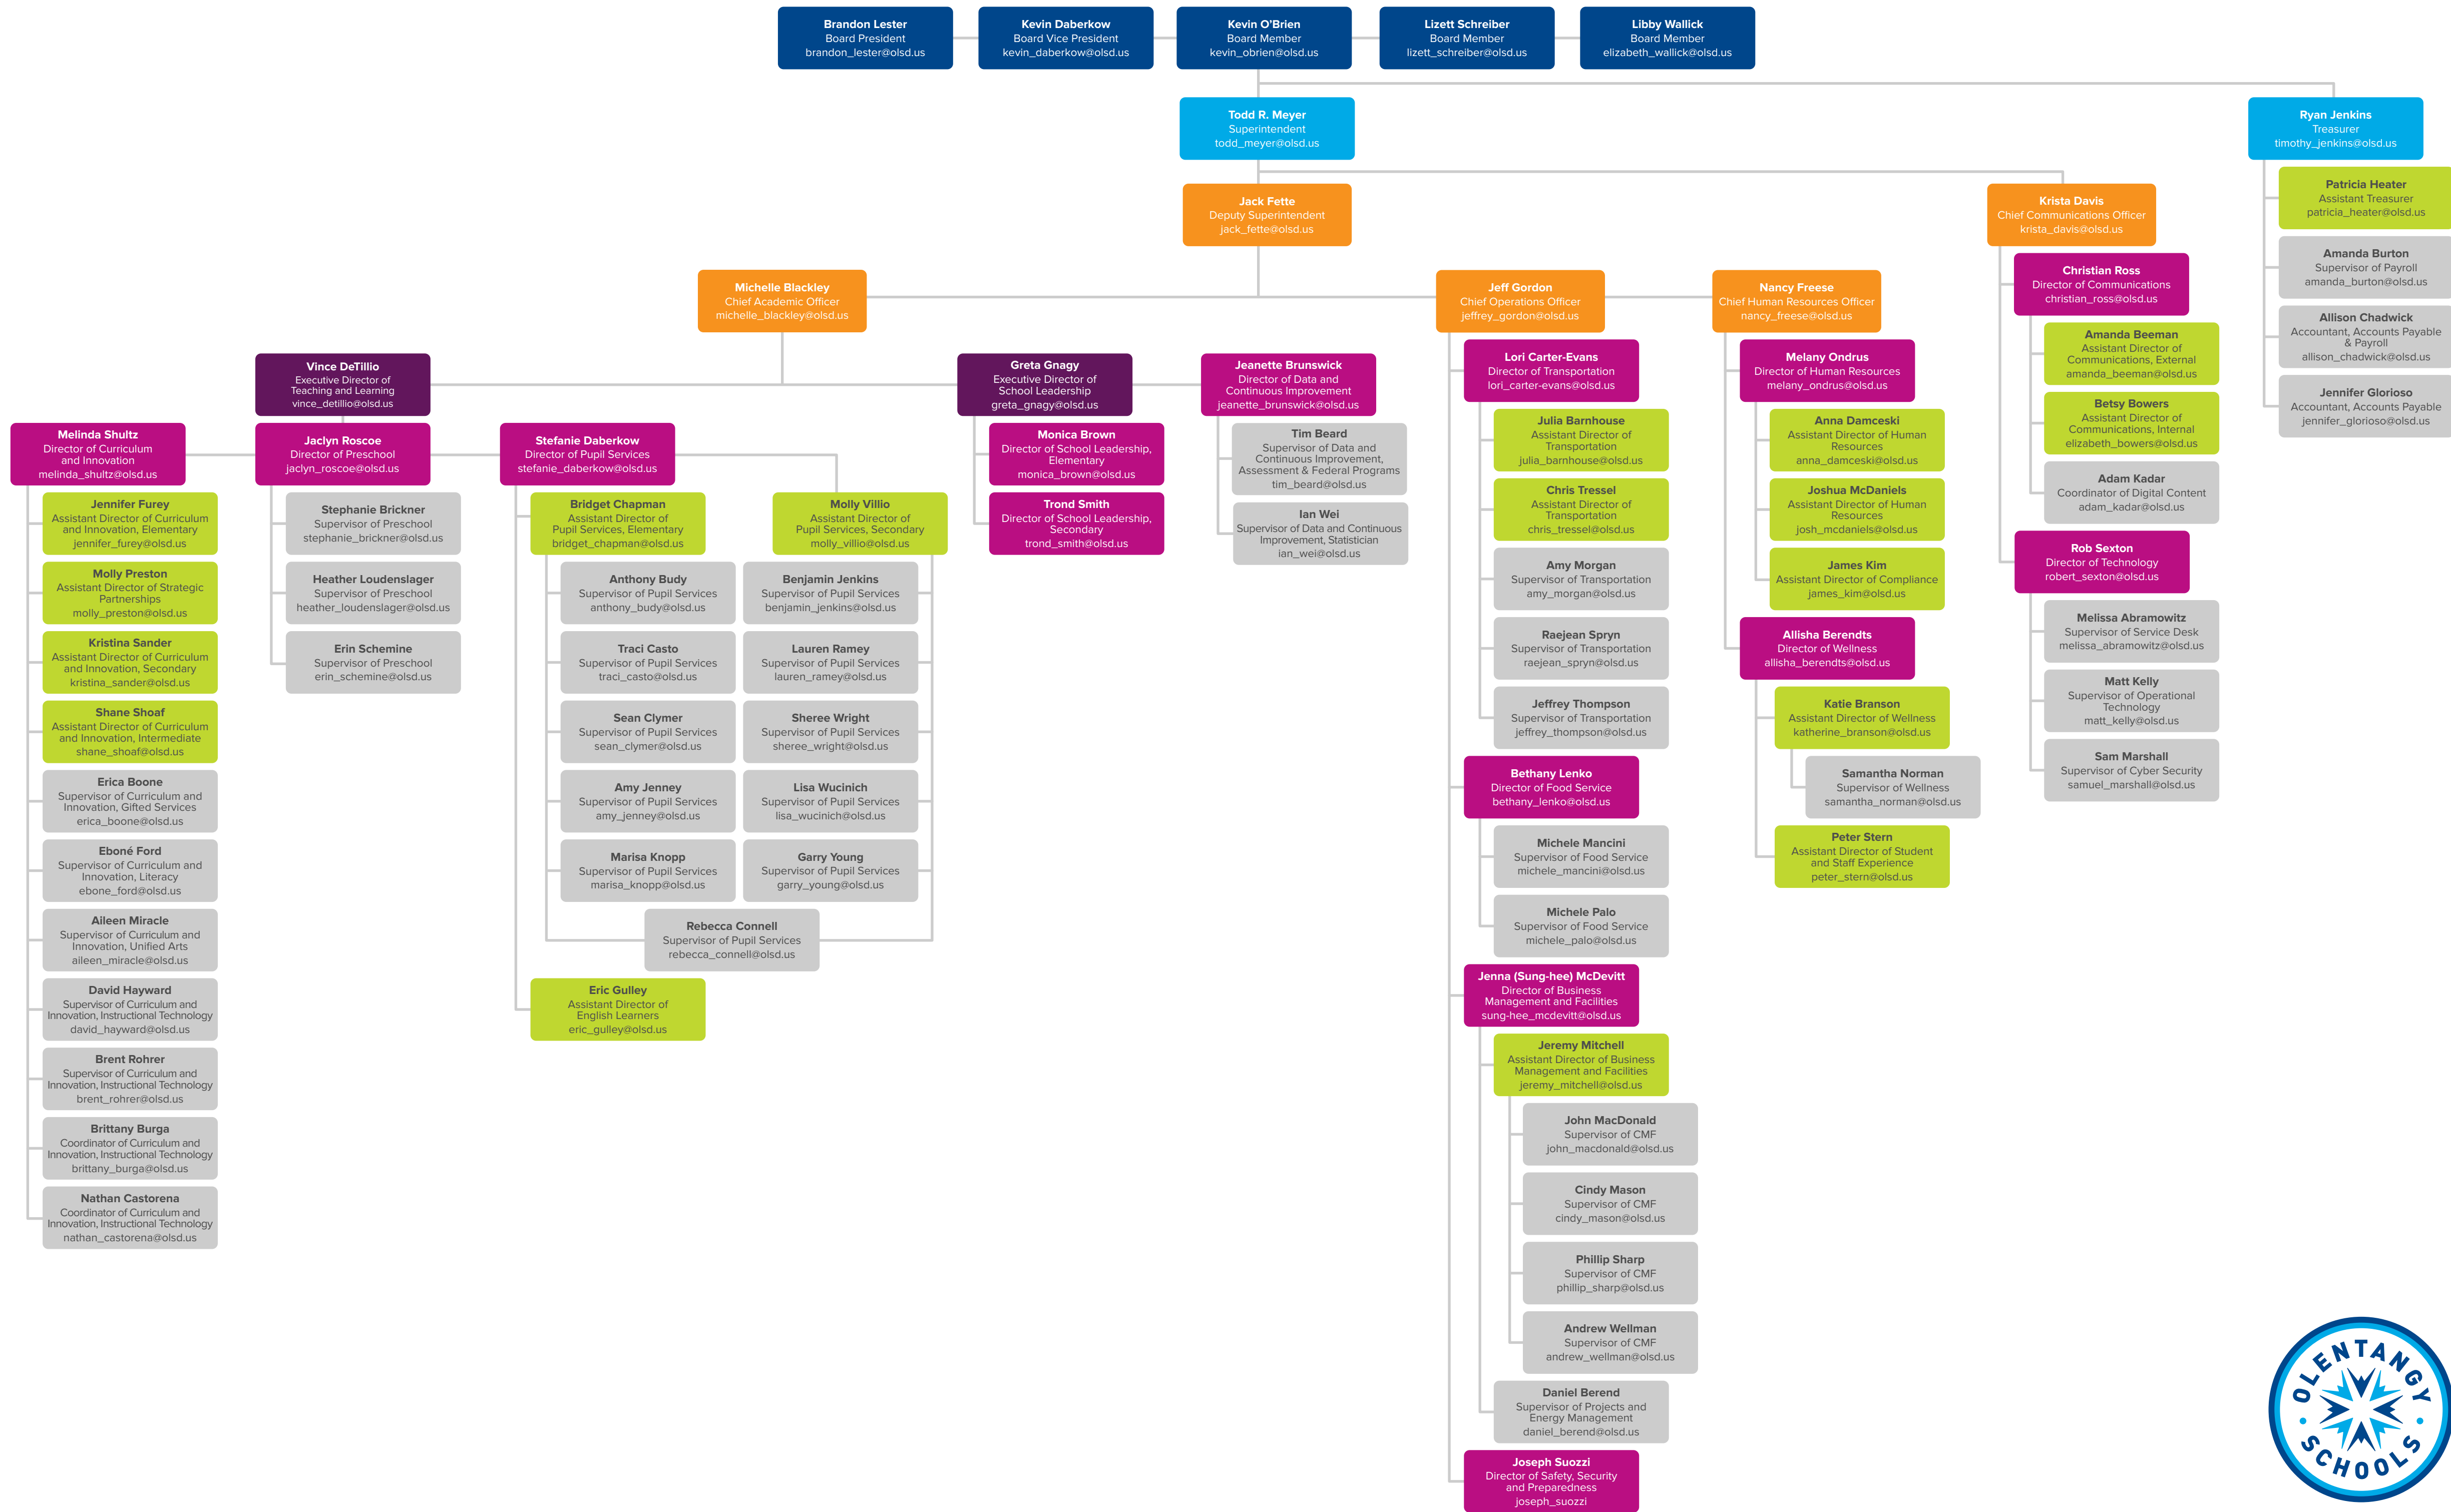 Brandon Lester
Board President
brandon_lester@olsd.us
Kevin Daberkow
Board Vice President
kevin_daberkow@olsd.us
Kevin O'Brien
Board Member
kevin_obrien@olsd.us
Lizett Schreiber
Board Member
lizett_schreiber@olsd.us
Libby Wallick
Board Member
elizabeth_wallick@olsd.us
Todd R. Meyer
Superintendent
todd_meyer@olsd.us
Ryan Jenkins
Treasurer
timothy_jenkins@olsd.us
Patricia Heater
Assistant Treasurer
patricia_heater@olsd.us
Amanda Burton
Supervisor of Payroll
amanda_burton@olsd.us
Allison Chadwick
Accountant, Accounts Payable
& Payroll
allison_chadwick@olsd.us
Jennifer Glorioso
Accountant, Accounts Payable
jennifer_glorioso@olsd.us
Jack Fette
Deputy Superintendent
jack_fette@olsd.us
Krista Davis
Chief Communications Officer
krista_davis@olsd.us
Christian Ross
Director of Communications
christian_ross@olsd.us
Amanda Beeman
Assistant Director of
Communications, External
amanda_beeman@olsd.us
Betsy Bowers
Assistant Director of
Communications, Internal
elizabeth_bowers@olsd.us
Adam Kadar
Coordinator of Digital Content
adam_kadar@olsd.us
Rob Sexton
Director of Technology
robert_sexton@olsd.us
Melissa Abramowitz
Supervisor of Service Desk
melissa_abramowitz@olsd.us
Matt Kelly
Supervisor of Operational
Technology
matt_kelly@olsd.us
Sam Marshall
Supervisor of Cyber Security
samuel_marshall@olsd.us
Michelle Blackley
Chief Academic Officer
michelle_blackley@olsd.us
Jeff Gordon
Chief Operations Officer
jeffrey_gordon@olsd.us
Nancy Freese
Chief Human Resources Officer
nancy_freese@olsd.us
Vince DeTillio
Executive Director of
Teaching and Learning
vince_detillio@olsd.us
Greta Gnagy
Executive Director of
School Leadership
greta_gnagy@olsd.us
Jeanette Brunswick
Director of Data and
Continuous Improvement
jeanette_brunswick@olsd.us
Melinda Shultz
Director of Curriculum
and Innovation
melinda_shultz@olsd.us
Jennifer Furey
Assistant Director of Curriculum
and Innovation, Elementary
jennifer_furey@olsd.us
Molly Preston
Assistant Director of Strategic
Partnerships
molly_preston@olsd.us
Kristina Sander
Assistant Director of Curriculum
and Innovation, Secondary
kristina_sander@olsd.us
Shane Shoaf
Assistant Director of Curriculum
and Innovation, Intermediate
shane_shoaf@olsd.us
Erica Boone
Supervisor of Curriculum and
Innovation, Gifted Services
erica_boone@olsd.us
Eboné Ford
Supervisor of Curriculum and
Innovation, Literacy
ebone_ford@olsd.us
Aileen Miracle
Supervisor of Curriculum and
Innovation, Unified Arts
aileen_miracle@olsd.us
David Hayward
Supervisor of Curriculum and
Innovation, Instructional Technology
david_hayward@olsd.us
Brent Rohrer
Supervisor of Curriculum and
Innovation, Instructional Technology
brent_rohrer@olsd.us
Brittany Burga
Coordinator of Curriculum and
Innovation, Instructional Technology
brittany_burga@olsd.us
Nathan Castorena
Coordinator of Curriculum and
Innovation, Instructional Technology
nathan_castorena@olsd.us
Jaclyn Roscoe
Director of Preschool
jaclyn_roscoe@olsd.us
Stephanie Brickner
Supervisor of Preschool
stephanie_brickner@olsd.us
Heather Loudenslager
Supervisor of Preschool
heather_loudenslager@olsd.us
Erin Schemine
Supervisor of Preschool
erin_schemine@olsd.us
Stefanie Daberkow
Director of Pupil Services
stefanie_daberkow@olsd.us
Bridget Chapman
Assistant Director of
Pupil Services, Elementary
bridget_chapman@olsd.us
Molly Villio
Assistant Director of
Pupil Services, Secondary
molly_villio@olsd.us
Anthony Budy
Supervisor of Pupil Services
anthony_budy@olsd.us
Traci Casto
Supervisor of Pupil Services
traci_casto@olsd.us
Sean Clymer
Supervisor of Pupil Services
sean_clymer@olsd.us
Amy Jenney
Supervisor of Pupil Services
amy_jenney@olsd.us
Marisa Knopp
Supervisor of Pupil Services
marisa_knopp@olsd.us
Benjamin Jenkins
Supervisor of Pupil Services
benjamin_jenkins@olsd.us
Lauren Ramey
Supervisor of Pupil Services
lauren_ramey@olsd.us
Sheree Wright
Supervisor of Pupil Services
sheree_wright@olsd.us
Lisa Wucinich
Supervisor of Pupil Services
lisa_wucinich@olsd.us
Garry Young
Supervisor of Pupil Services
garry_young@olsd.us
Rebecca Connell
Supervisor of Pupil Services
rebecca_connell@olsd.us
Eric Gulley
Assistant Director of
English Learners
eric_gulley@olsd.us
Monica Brown
Director of School Leadership,
Elementary
monica_brown@olsd.us
Trond Smith
Director of School Leadership,
Secondary
trond_smith@olsd.us
Tim Beard
Supervisor of Data and
Continuous Improvement,
Assessment & Federal Programs
tim_beard@olsd.us
Ian Wei
Supervisor of Data and Continuous
Improvement, Statistician
ian_wei@olsd.us
Lori Carter-Evans
Director of Transportation
lori_carter-evans@olsd.us
Julia Barnhouse
Assistant Director of
Transportation
julia_barnhouse@olsd.us
Chris Tressel
Assistant Director of
Transportation
chris_tressel@olsd.us
Amy Morgan
Supervisor of Transportation
amy_morgan@olsd.us
Raejean Spryn
Supervisor of Transportation
raejean_spryn@olsd.us
Jeffrey Thompson
Supervisor of Transportation
jeffrey_thompson@olsd.us
Bethany Lenko
Director of Food Service
bethany_lenko@olsd.us
Michele Mancini
Supervisor of Food Service
michele_mancini@olsd.us
Michele Palo
Supervisor of Food Service
michele_palo@olsd.us
Jenna (Sung-hee) McDevitt
Director of Business
Management and Facilities
sung-hee_mcdevitt@olsd.us
Jeremy Mitchell
Assistant Director of Business
Management and Facilities
jeremy_mitchell@olsd.us
John MacDonald
Supervisor of CMF
john_macdonald@olsd.us
Cindy Mason
Supervisor of CMF
cindy_mason@olsd.us
Phillip Sharp
Supervisor of CMF
phillip_sharp@olsd.us
Andrew Wellman
Supervisor of CMF
andrew_wellman@olsd.us
Daniel Berend
Supervisor of Projects and
Energy Management
daniel_berend@olsd.us
Joseph Suozzi
Director of Safety, Security
and Preparedness
joseph_suozzi
Melany Ondrus
Director of Human Resources
melany_ondrus@olsd.us
Anna Damceski
Assistant Director of Human
Resources
anna_damceski@olsd.us
Joshua McDaniels
Assistant Director of Human
Resources
josh_mcdaniels@olsd.us
James Kim
Assistant Director of Compliance
james_kim@olsd.us
Allisha Berendts
Director of Wellness
allisha_berendts@olsd.us
Katie Branson
Assistant Director of Wellness
katherine_branson@olsd.us
Samantha Norman
Supervisor of Wellness
samantha_norman@olsd.us
Peter Stern
Assistant Director of Student
and Staff Experience
peter_stern@olsd.us
OLENTANGY
SCHOOLS